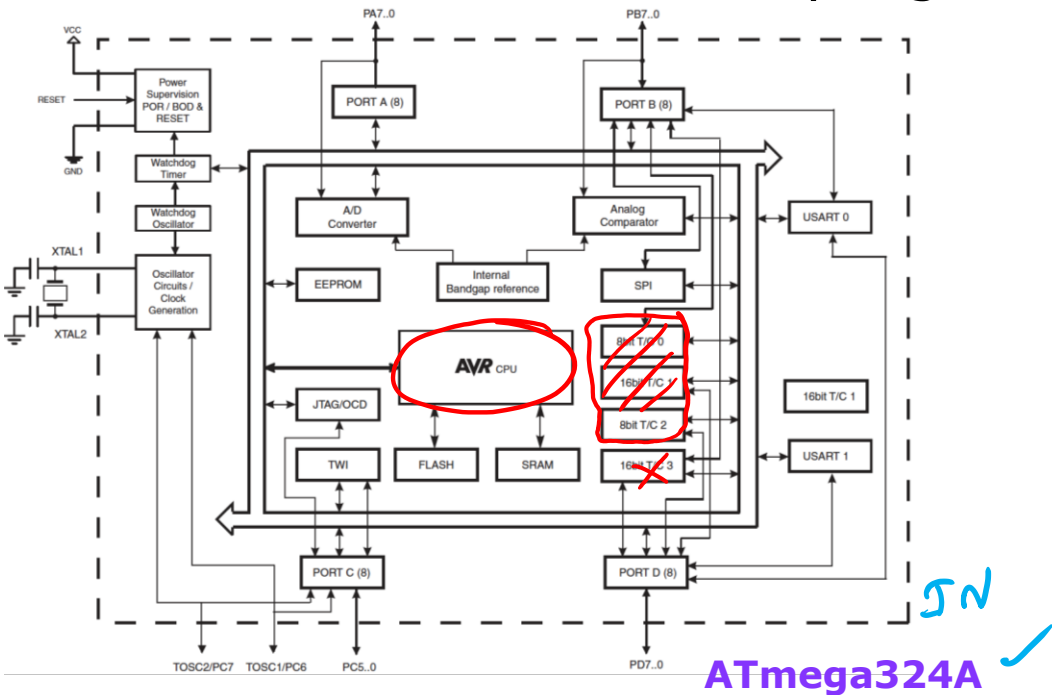 PA7..0
PB7..0
VCC
RESET
GND
Power
Supervision
POR / BOD &
RESET
PORT A (8)
PORT B (8)
Watchdog
Timer
Watchdog
Oscillator
A/D
Converter
Analog
Comparator
USART 0
XTAL1
XTAL2
Oscillator
Circuits /
Clock
Generation
EEPROM
Internal
Bandgap reference
SPI
8bit T/C 0
AVR CPU
16bit T/C 1
16bit T/C 1
JTAG/OCD
8bit T/C 2
TWI
FLASH
SRAM
16bit T/C 3
USART 1
PORT C (8)
PORT D (8)
IN
TOSC2/PC7
TOSC1/PC6
PC5..0
PD7..0
ATmega324A